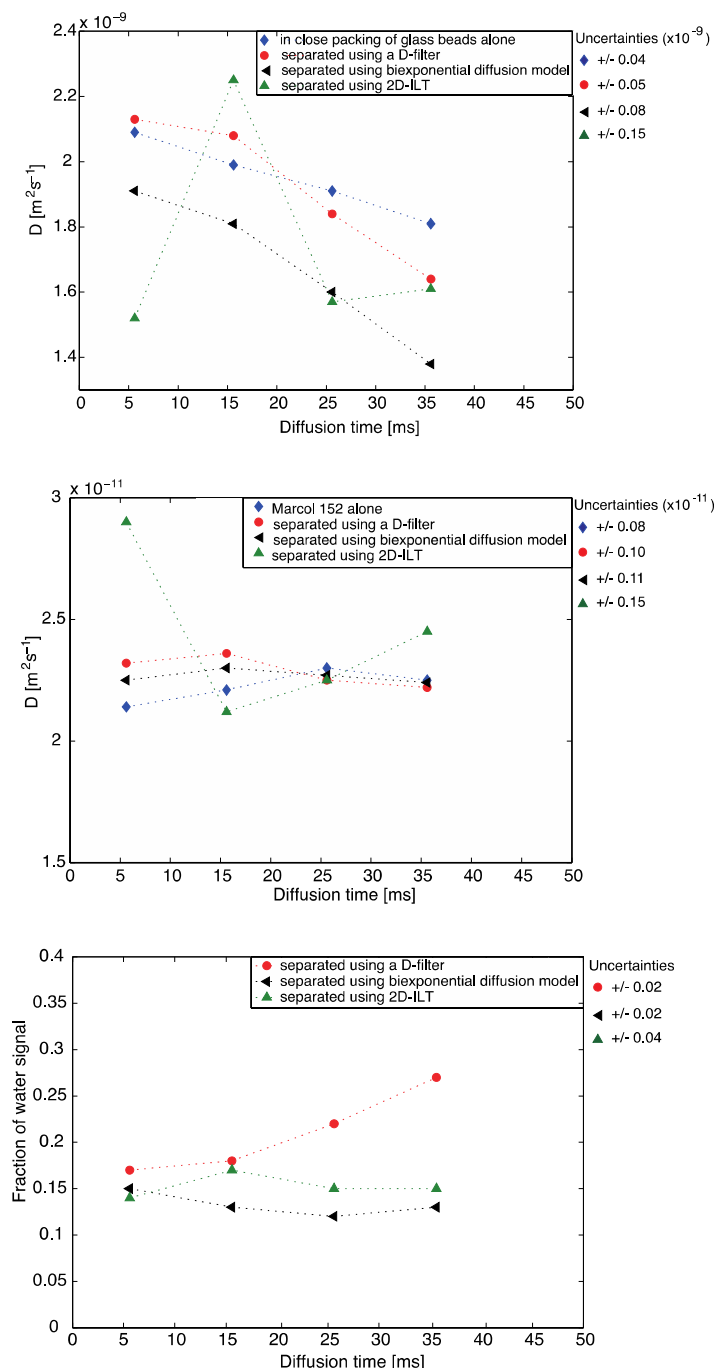 x 10⁻⁹
2.4
2.2
2
1.8
1.6
1.4
D [m²s⁻¹]
0 5 10 15 20 25 30 35 40 45 50
Diffusion time [ms]
in close packing of glass beads alone
separated using a D-filter
separated using biexponential diffusion model
separated using 2D-ILT
Uncertainties (x10⁻⁹)
+/- 0.04
+/- 0.05
+/- 0.08
+/- 0.15
x 10⁻¹¹
3
2.5
2
1.5
D [m²s⁻¹]
0 5 10 15 20 25 30 35 40 45 50
Diffusion time [ms]
Marcol 152 alone
separated using a D-filter
separated using biexponential diffusion model
separated using 2D-ILT
Uncertainties (x10⁻¹¹)
+/- 0.08
+/- 0.10
+/- 0.11
+/- 0.15
0.4
0.35
0.3
0.25
0.2
0.15
0.1
0.05
0
Fraction of water signal
0 5 10 15 20 25 30 35 40 45 50
Diffusion time [ms]
separated using a D-filter
separated using biexponential diffusion model
separated using 2D-ILT
Uncertainties
+/- 0.02
+/- 0.02
+/- 0.04